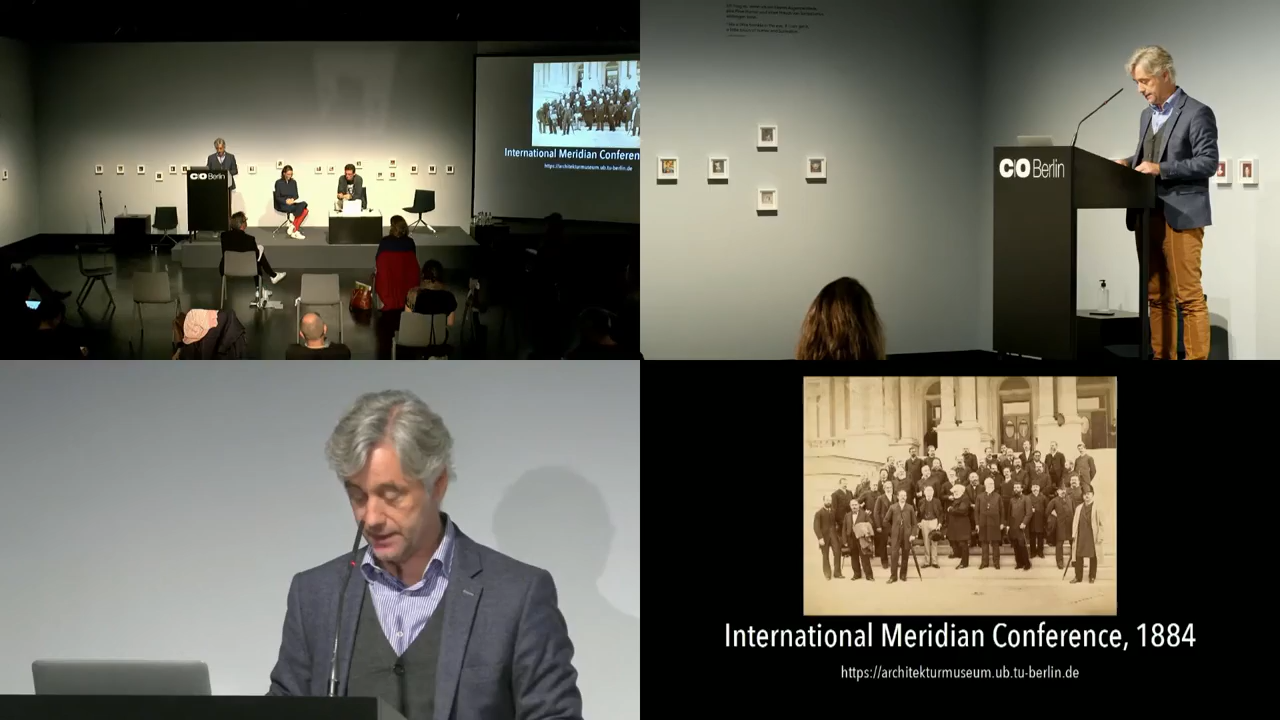 C/O Berlin
International Meridian Conferen
https://architekturmuseum.ub.tu-berlin.de
C/O Berlin
International Meridian Conference, 1884
https://architekturmuseum.ub.tu-berlin.de